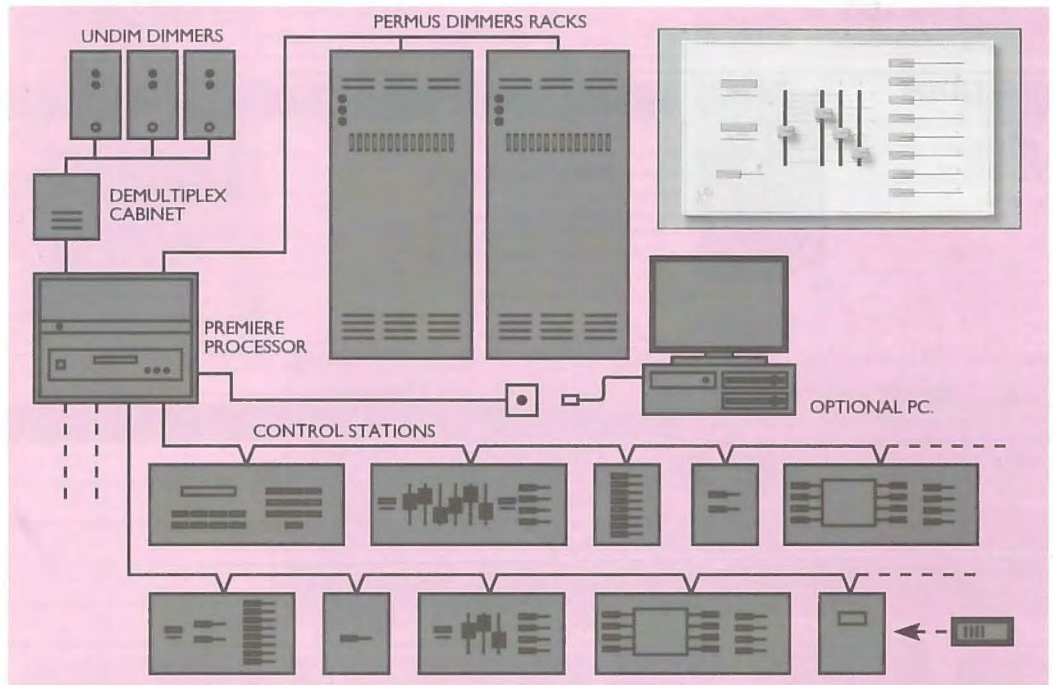 PERMUS DIMMERS RACKS
UNDIM DIMMERS
DEMULTIPLEX
CABINET
PREMIERE
PROCESSOR
OPTIONAL PC.
CONTROL STATIONS